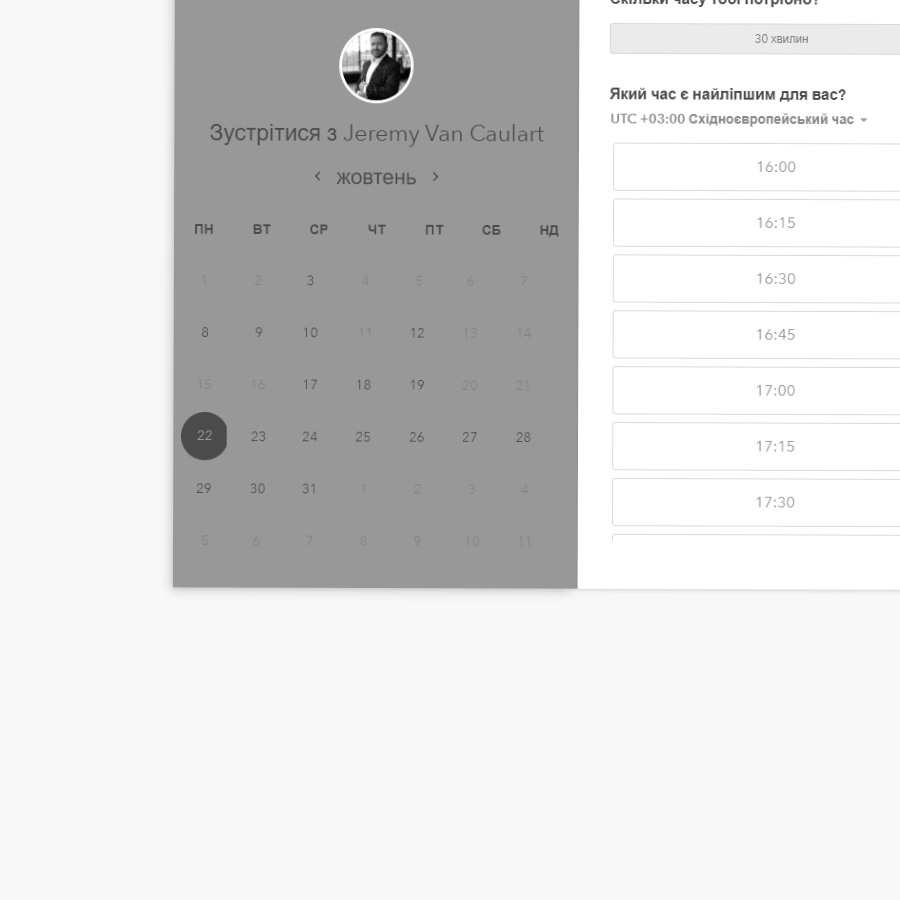 Зустрітися з Jeremy Van Caulart
жовтень
ПН ВТ СР ЧТ ПТ СБ НД
1 2 3 4 5 6 7
8 9 10 11 12 13 14
15 16 17 18 19 20 21
22 23 24 25 26 27 28
29 30 31 1 2 3 4
5 6 7 8 9 10 11
Скільки часу тобі потрібно?
30 хвилин
Який час є найліпшим для вас?
UTC +03:00 Східноєвропейський час
16:00
16:15
16:30
16:45
17:00
17:15
17:30